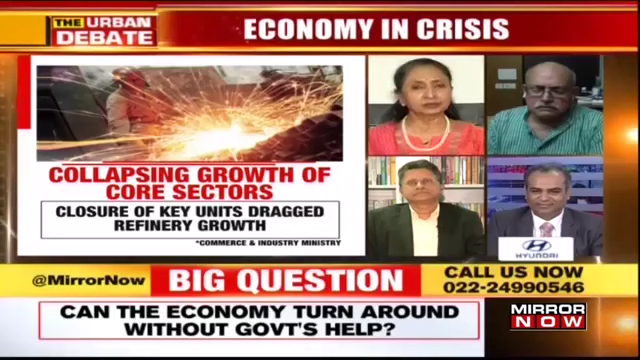 THE URBAN
DEBATE
ECONOMY IN CRISIS
COLLAPSING GROWTH OF
CORE SECTORS
CLOSURE OF KEY UNITS DRAGGED
REFINERY GROWTH
*COMMERCE & INDUSTRY MINISTRY
HYUNDAI
@MirrorNow
BIG QUESTION
CALL US NOW
022-24990546
CAN THE ECONOMY TURN AROUND
WITHOUT GOVT'S HELP?
MIRROR
NOW